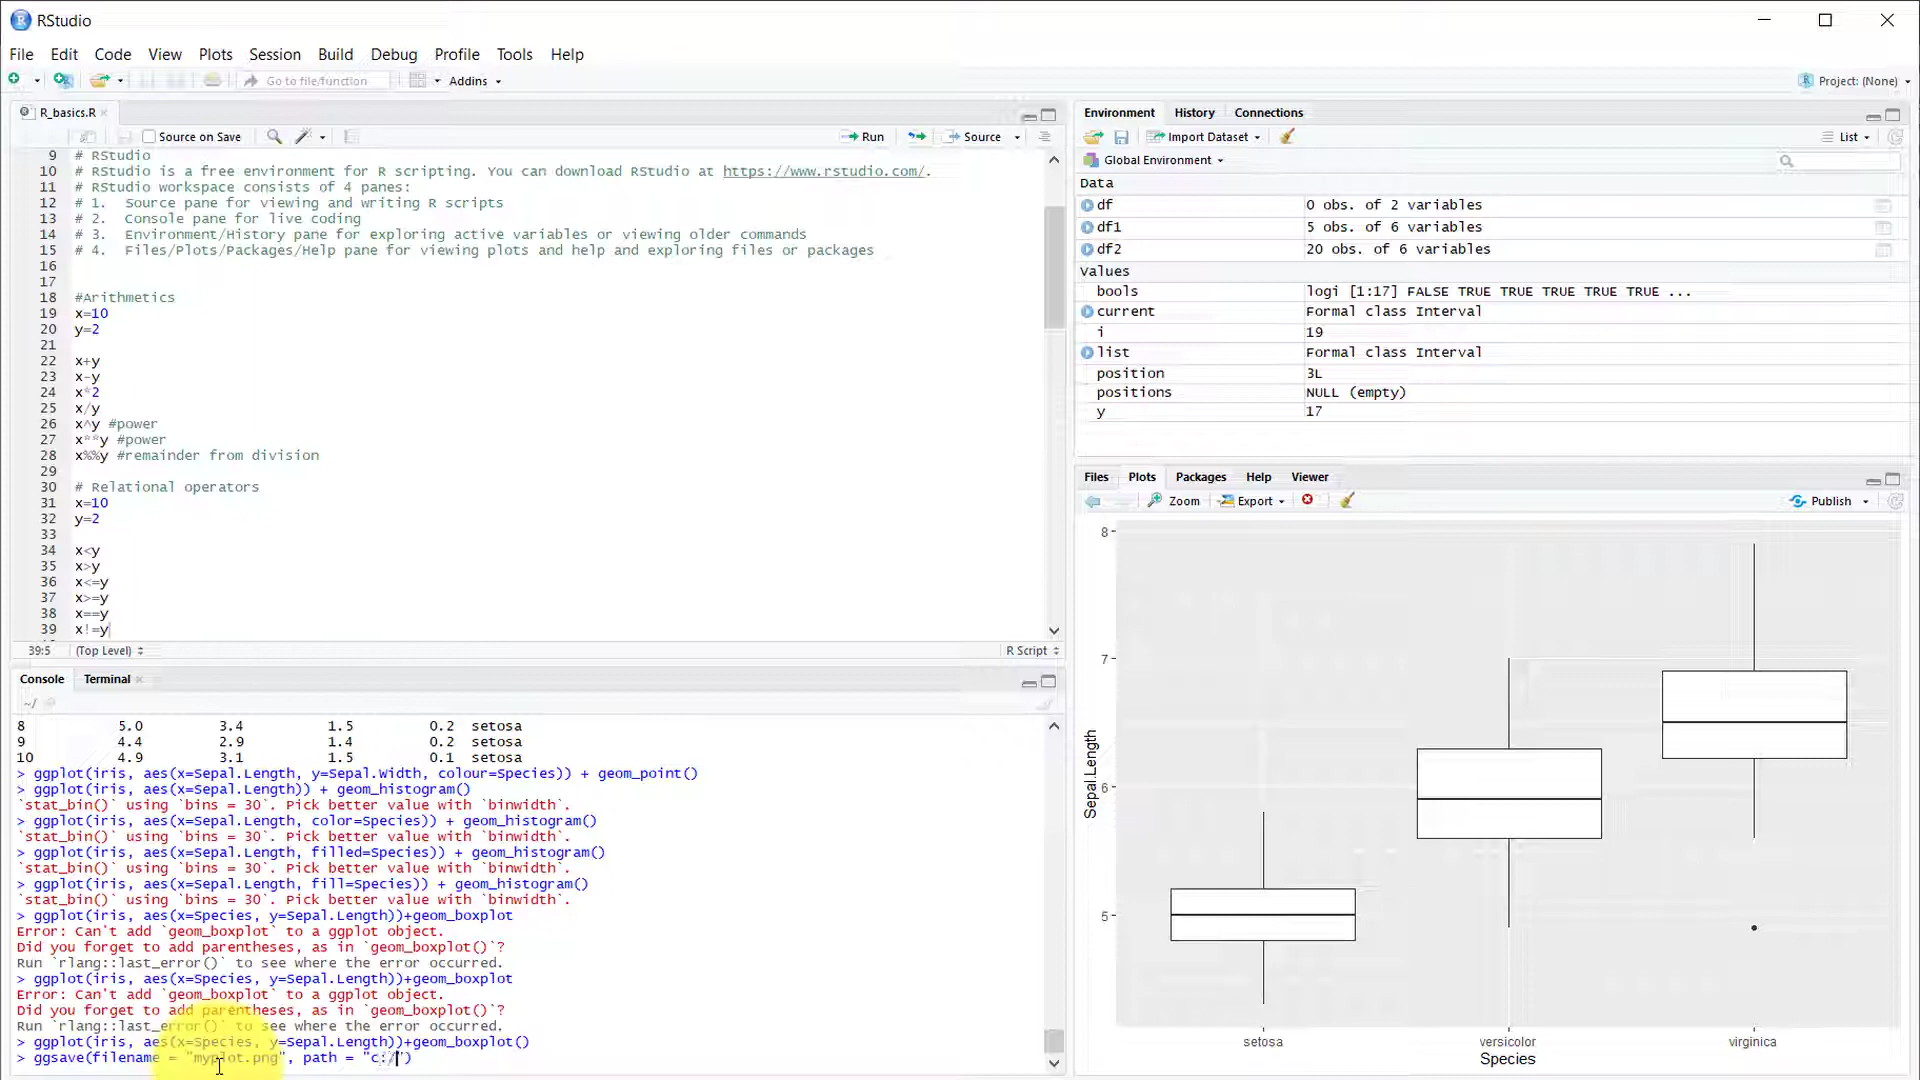 RStudio
File Edit Code View Plots Session Build Debug Profile Tools Help
Go to file/function Addins Project: (None)
R_basics.R
Source on Save Run Source
9 # RStudio
10 # RStudio is a free environment for R scripting. You can download RStudio at https://www.rstudio.com/.
11 # RStudio workspace consists of 4 panes:
12 # 1. Source pane for viewing and writing R scripts
13 # 2. Console pane for live coding
14 # 3. Environment/History pane for exploring active variables or viewing older commands
15 # 4. Files/Plots/Packages/Help pane for viewing plots and help and exploring files or packages
16
17
18 #Arithmetics
19 x=10
20 y=2
21
22 x+y
23 x-y
24 x*2
25 x/y
26 x^y #power
27 x**y #power
28 x%%y #remainder from division
29
30 # Relational operators
31 x=10
32 y=2
33
34 x<y
35 x>y
36 x<=y
37 x>=y
38 x==y
39 x!=y
39:5 (Top Level) R Script
Console Terminal
~/
8 5.0 3.4 1.5 0.2 setosa
9 4.4 2.9 1.4 0.2 setosa
10 4.9 3.1 1.5 0.1 setosa
> ggplot(iris, aes(x=Sepal.Length, y=Sepal.Width, colour=Species)) + geom_point()
> ggplot(iris, aes(x=Sepal.Length)) + geom_histogram()
`stat_bin()` using `bins = 30`. Pick better value with `binwidth`.
> ggplot(iris, aes(x=Sepal.Length, color=Species)) + geom_histogram()
`stat_bin()` using `bins = 30`. Pick better value with `binwidth`.
> ggplot(iris, aes(x=Sepal.Length, filled=Species)) + geom_histogram()
`stat_bin()` using `bins = 30`. Pick better value with `binwidth`.
> ggplot(iris, aes(x=Sepal.Length, fill=Species)) + geom_histogram()
`stat_bin()` using `bins = 30`. Pick better value with `binwidth`.
> ggplot(iris, aes(x=Species, y=Sepal.Length))+geom_boxplot
Error: Can't add `geom_boxplot` to a ggplot object.
Did you forget to add parentheses, as in `geom_boxplot()`?
Run `rlang::last_error()` to see where the error occurred.
> ggplot(iris, aes(x=Species, y=Sepal.Length))+geom_boxplot
Error: Can't add `geom_boxplot` to a ggplot object.
Did you forget to add parentheses, as in `geom_boxplot()`?
Run `rlang::last_error()` to see where the error occurred.
> ggplot(iris, aes(x=Species, y=Sepal.Length))+geom_boxplot()
> ggsave(filename = "myplot.png", path = "c:/")
Environment History Connections
Import Dataset List
Global Environment
Data
df 0 obs. of 2 variables
df1 5 obs. of 6 variables
df2 20 obs. of 6 variables
Values
bools logi [1:17] FALSE TRUE TRUE TRUE TRUE TRUE ...
current Formal class Interval
i 19
list Formal class Interval
position 3L
positions NULL (empty)
y 17
Files Plots Packages Help Viewer
Zoom Export Publish
8
7
6
5
Sepal.Length
setosa versicolor virginica
Species